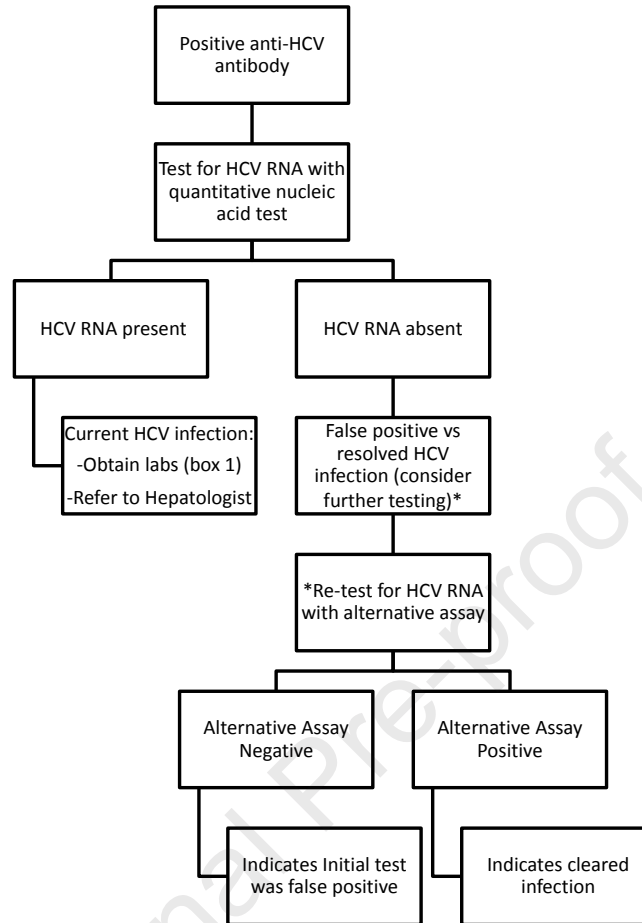 Positive anti-HCV
antibody
Test for HCV RNA with
quantitative nucleic
acid test
HCV RNA present
HCV RNA absent
Current HCV infection:
-Obtain labs (box 1)
-Refer to Hepatologist
False positive vs
resolved HCV
infection (consider
further testing)*
*Re-test for HCV RNA
with alternative assay
Alternative Assay
Negative
Alternative Assay
Positive
Indicates Initial test
was false positive
Indicates cleared
infection
nal Pre-proof